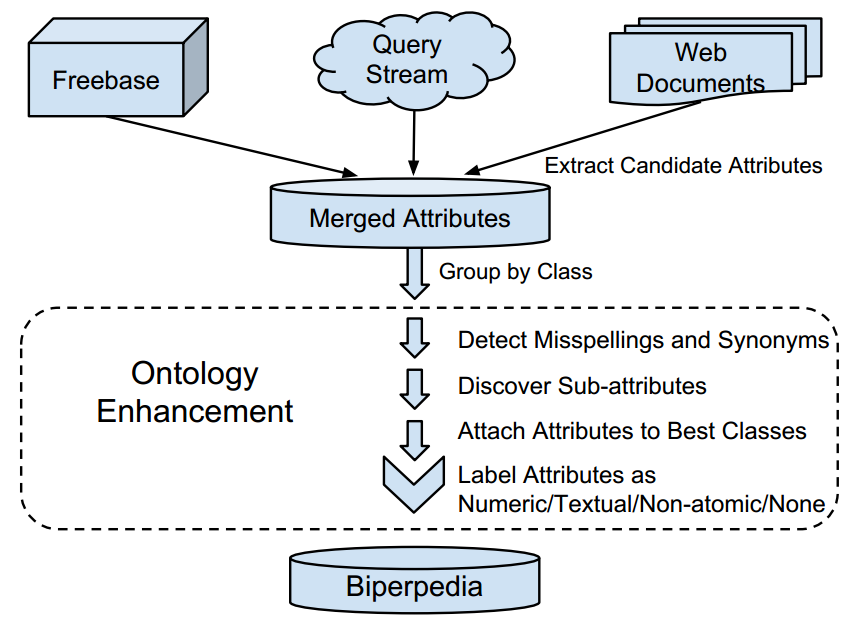 Freebase
Query
Stream
Web
Documents
Extract Candidate Attributes
Merged Attributes
Group by Class
Ontology
Enhancement
Detect Misspellings and Synonyms
Discover Sub-attributes
Attach Attributes to Best Classes
Label Attributes as
Numeric/Textual/Non-atomic/None
Biperpedia